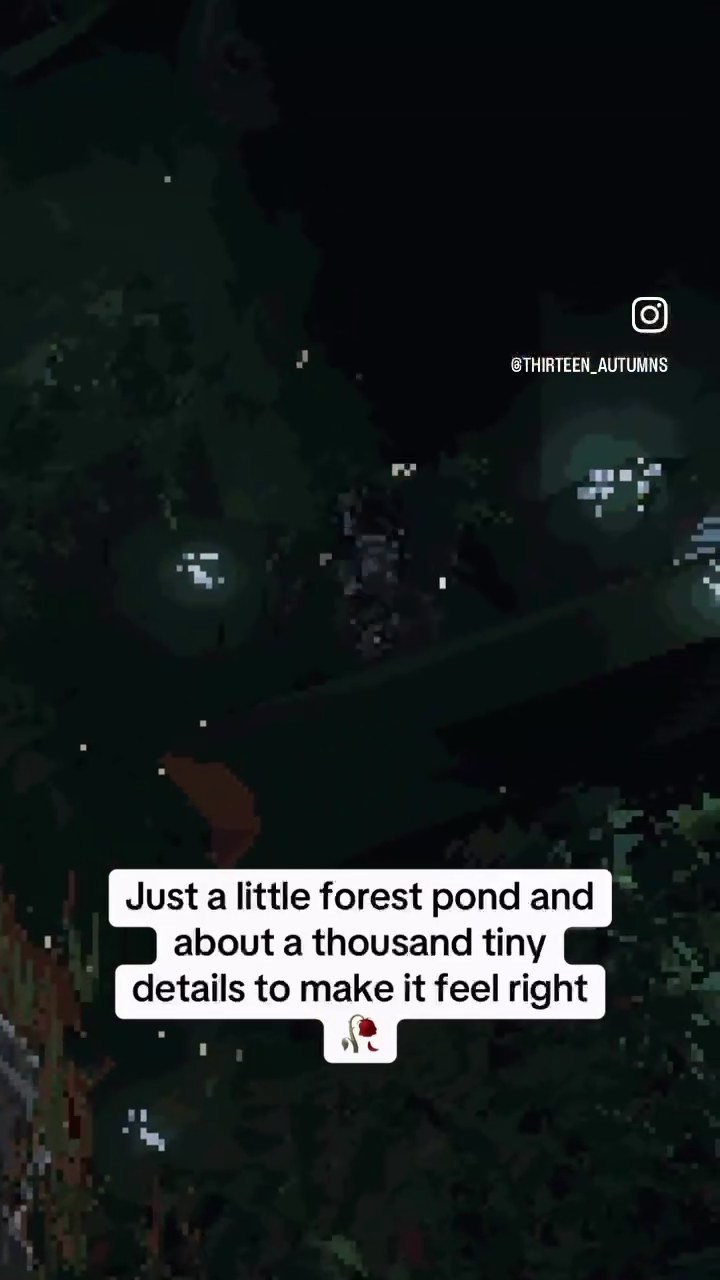 @THIRTEEN_AUTUMNS
Just a little forest pond and
about a thousand tiny
details to make it feel right
🥀